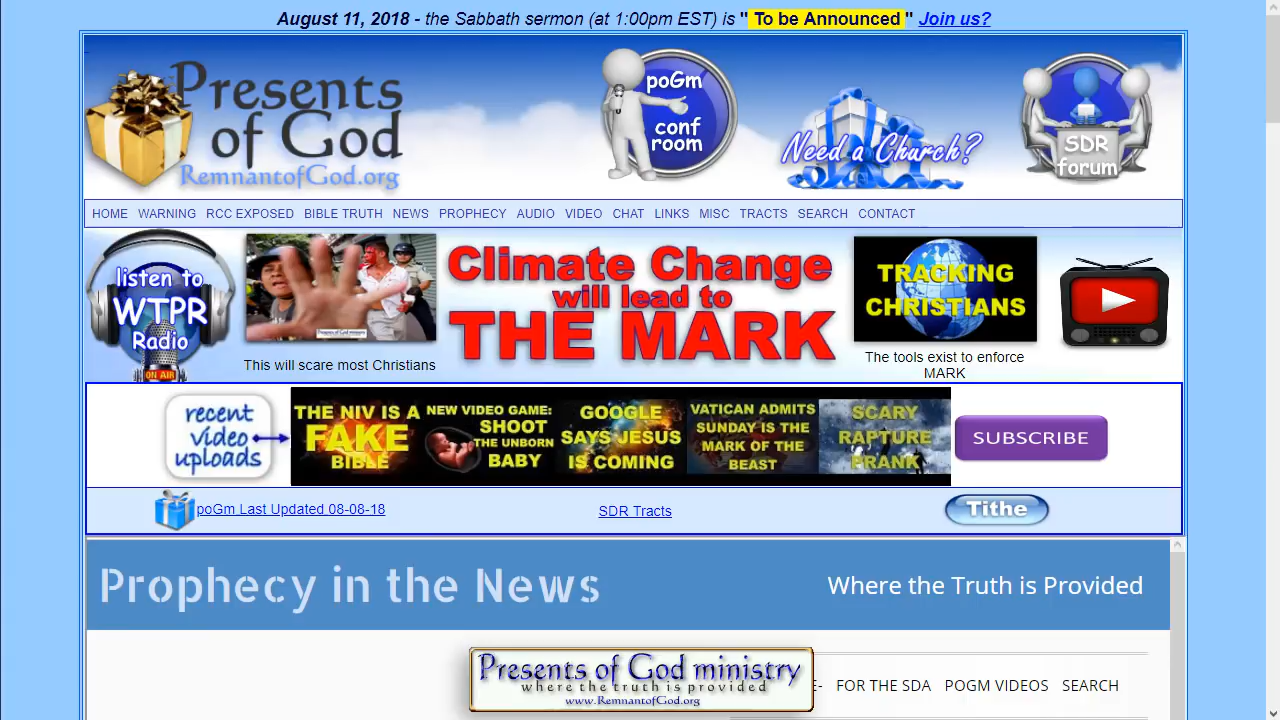 August 11, 2018 - the Sabbath sermon (at 1:00pm EST) is " To be Announced " Join us?
Presents
of God
RemnantofGod.org
poGm
conf
room
Need a Church?
SDR
forum
HOME WARNING RCC EXPOSED BIBLE TRUTH NEWS PROPHECY AUDIO VIDEO CHAT LINKS MISC TRACTS SEARCH CONTACT
listen to
WTPR
Radio
ON AIR
This will scare most Christians
Climate Change
will lead to
THE MARK
TRACKING
CHRISTIANS
The tools exist to enforce
MARK
recent
video
uploads
THE NIV IS A
FAKE
BIBLE
NEW VIDEO GAME:
SHOOT
THE UNBORN
BABY
GOOGLE
SAYS JESUS
IS COMING
VATICAN ADMITS
SUNDAY IS THE
MARK OF THE
BEAST
SCARY
RAPTURE
PRANK
SUBSCRIBE
poGm Last Updated 08-08-18
SDR Tracts
Tithe
Prophecy in the News
Where the Truth is Provided
Presents of God ministry
where the truth is provided
www.RemnantofGod.org
E- FOR THE SDA POGM VIDEOS SEARCH